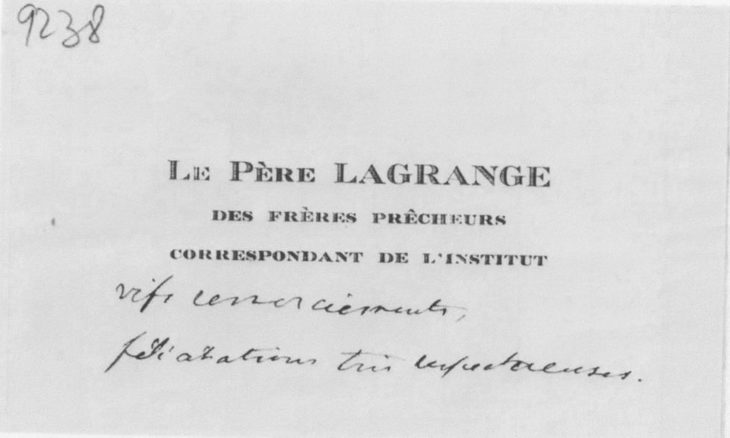 9238
LE PÈRE LAGRANGE
DES FRÈRES PRÊCHEURS
CORRESPONDANT DE L'INSTITUT
vifs remerciements,
félicitations très respectueuses.